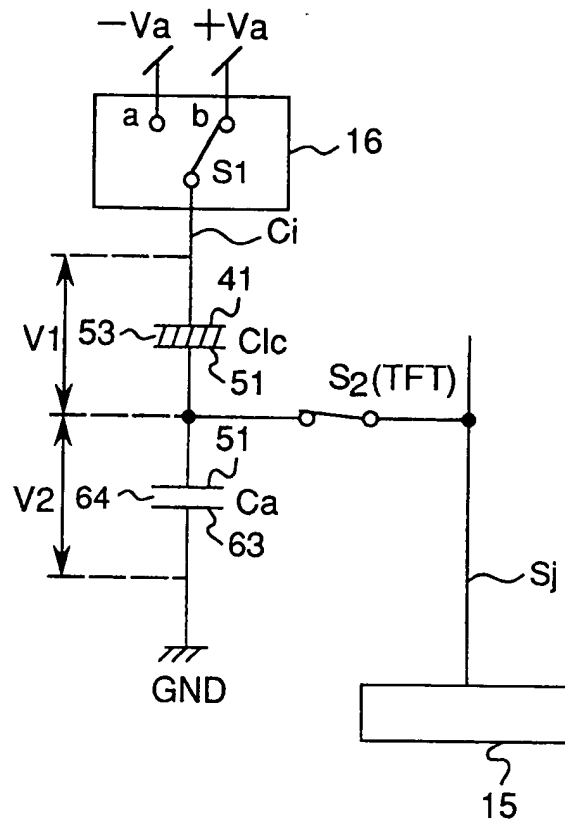 −Va +Va
a b
S1
16
Ci
V1
53
41
Clc
51
S2(TFT)
V2
64
51
Ca
63
Sj
GND
15